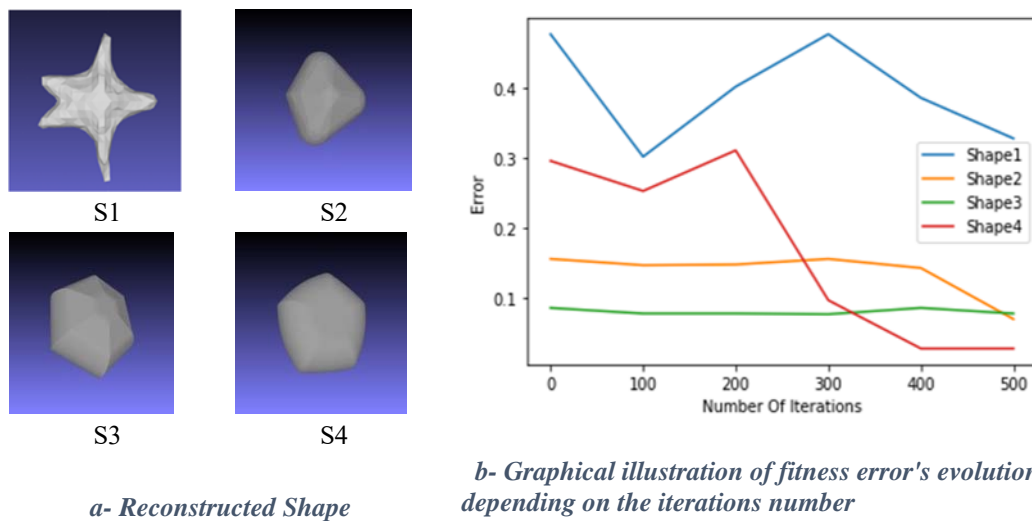 S1
S2
S3
S4
a- Reconstructed Shape
0.4
0.3
0.2
0.1
Error
0 100 200 300 400 500
Number Of Iterations
Shape1
Shape2
Shape3
Shape4
b- Graphical illustration of fitness error's evolution
depending on the iterations number